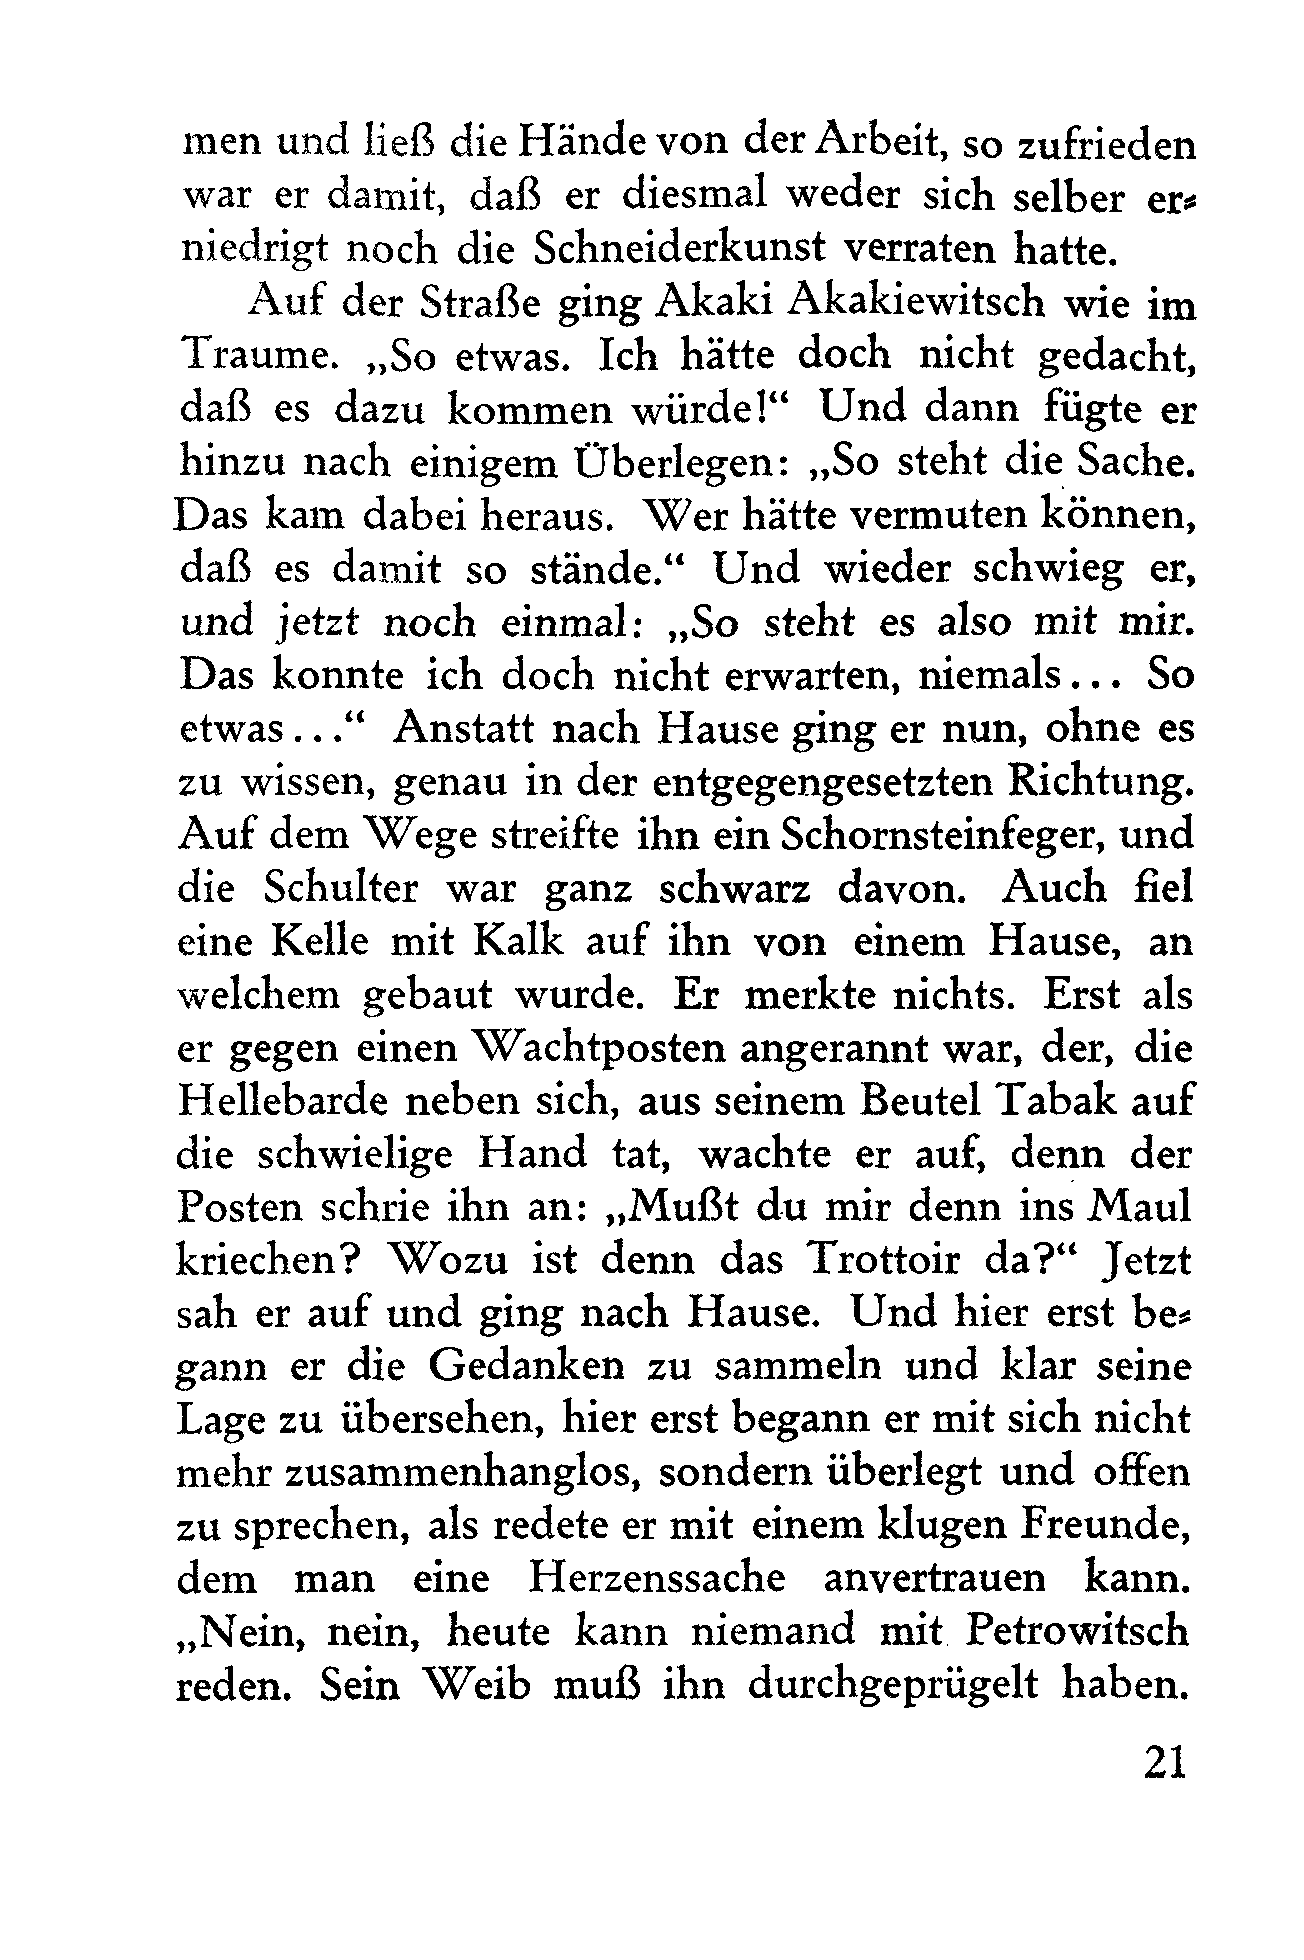 men und ließ die Hände von der Arbeit, so zufrieden
war er damit, daß er diesmal weder sich selber er⸗
niedrigt noch die Schneiderkunst verraten hatte.
Auf der Straße ging Akaki Akakiewitsch wie im
Traume. „So etwas. Ich hätte doch nicht gedacht,
daß es dazu kommen würde!“ Und dann fügte er
hinzu nach einigem Überlegen: „So steht die Sache.
Das kam dabei heraus. Wer hätte vermuten können,
daß es damit so stände.“ Und wieder schwieg er,
und jetzt noch einmal: „So steht es also mit mir.
Das konnte ich doch nicht erwarten, niemals... So
etwas...“ Anstatt nach Hause ging er nun, ohne es
zu wissen, genau in der entgegengesetzten Richtung.
Auf dem Wege streifte ihn ein Schornsteinfeger, und
die Schulter war ganz schwarz davon. Auch fiel
eine Kelle mit Kalk auf ihn von einem Hause, an
welchem gebaut wurde. Er merkte nichts. Erst als
er gegen einen Wachtposten angerannt war, der, die
Hellebarde neben sich, aus seinem Beutel Tabak auf
die schwielige Hand tat, wachte er auf, denn der
Posten schrie ihn an: „Mußt du mir denn ins Maul
kriechen? Wozu ist denn das Trottoir da?“ Jetzt
sah er auf und ging nach Hause. Und hier erst be⸗
gann er die Gedanken zu sammeln und klar seine
Lage zu übersehen, hier erst begann er mit sich nicht
mehr zusammenhanglos, sondern überlegt und offen
zu sprechen, als redete er mit einem klugen Freunde,
dem man eine Herzenssache anvertrauen kann.
„Nein, nein, heute kann niemand mit Petrowitsch
reden. Sein Weib muß ihn durchgeprügelt haben.
21